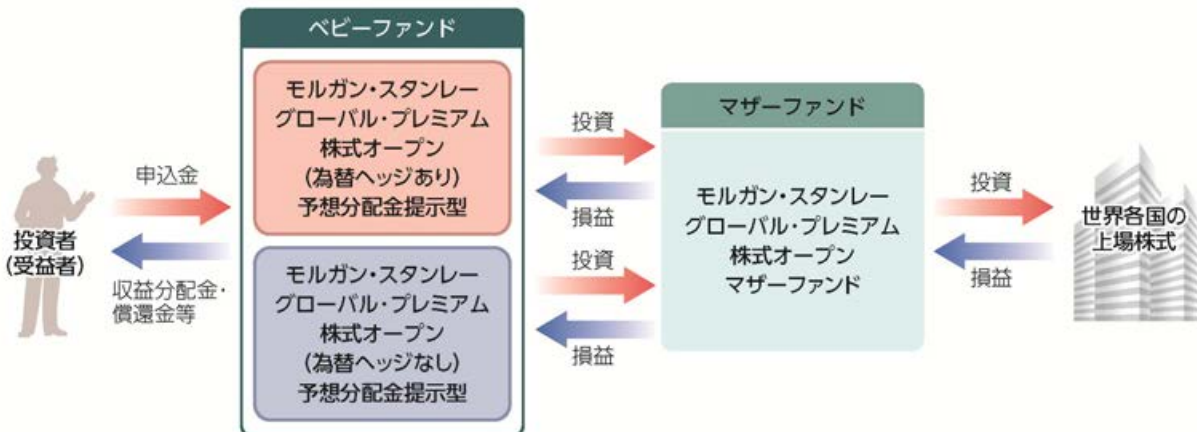 ベビーファンド
モルガン・スタンレー
グローバル・プレミアム
株式オープン
(為替ヘッジあり)
予想分配金提示型
モルガン・スタンレー
グローバル・プレミアム
株式オープン
(為替ヘッジなし)
予想分配金提示型
投資者
(受益者)
申込金
収益分配金・
償還金等
投資
損益
投資
損益
マザーファンド
モルガン・スタンレー
グローバル・プレミアム
株式オープン
マザーファンド
投資
損益
世界各国の
上場株式